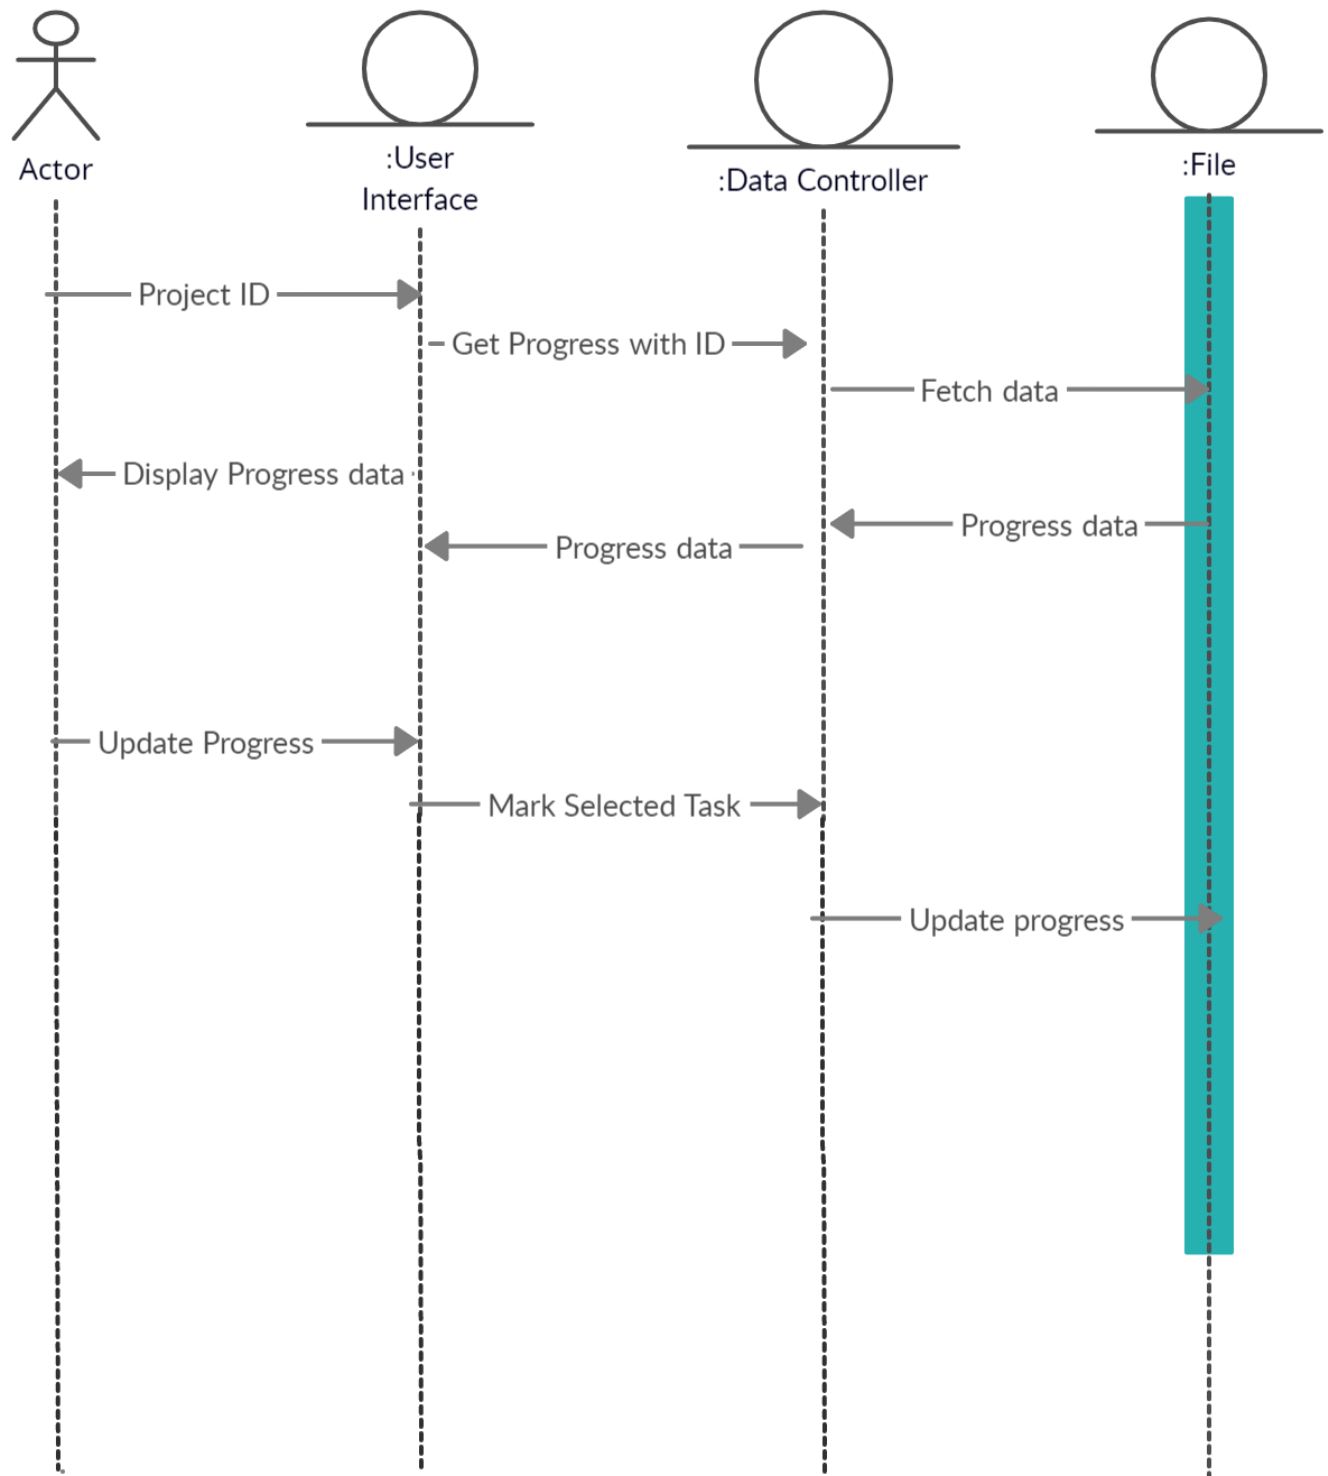 Actor
:User
Interface
:Data Controller
:File
Project ID
Get Progress with ID
Fetch data
Display Progress data
Progress data
Progress data
Update Progress
Mark Selected Task
Update progress